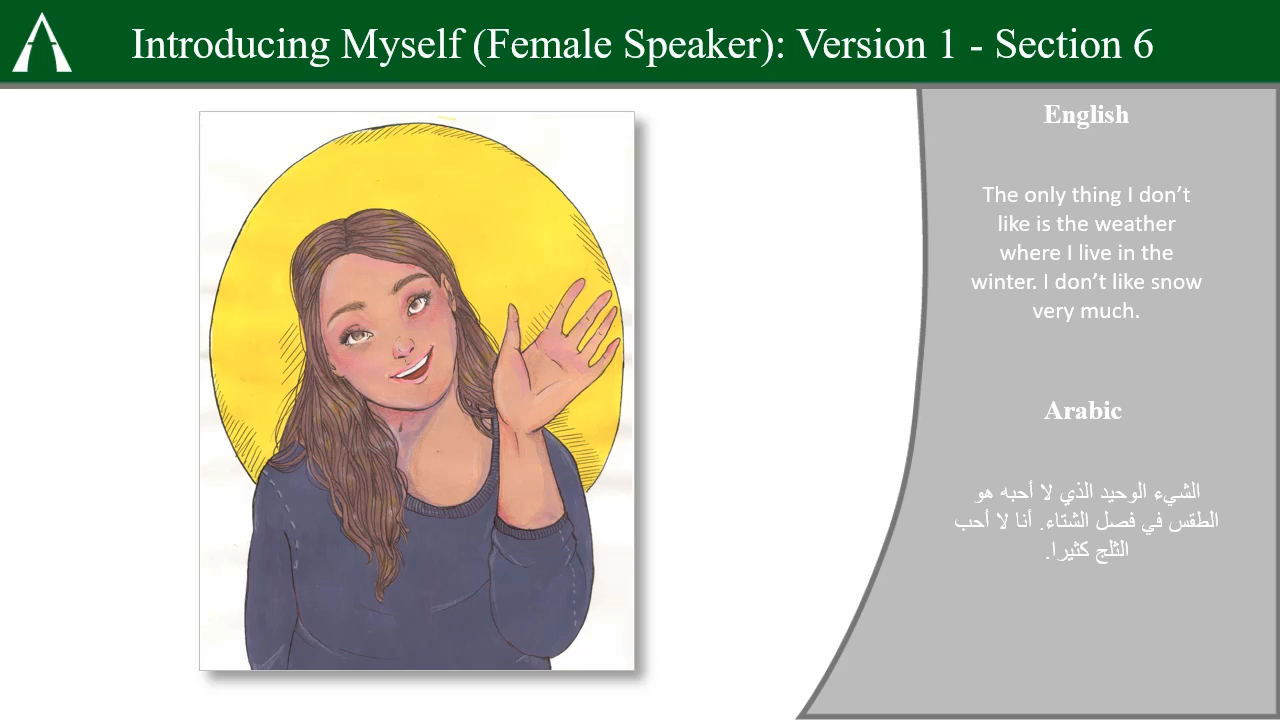 Introducing Myself (Female Speaker): Version 1 - Section 6
English
The only thing I don’t
like is the weather
where I live in the
winter. I don’t like snow
very much.
Arabic
الشيء الوحيد الذي لا أحبه هو
الطقس في فصل الشتاء. أنا لا أحب
الثلج كثيرا.